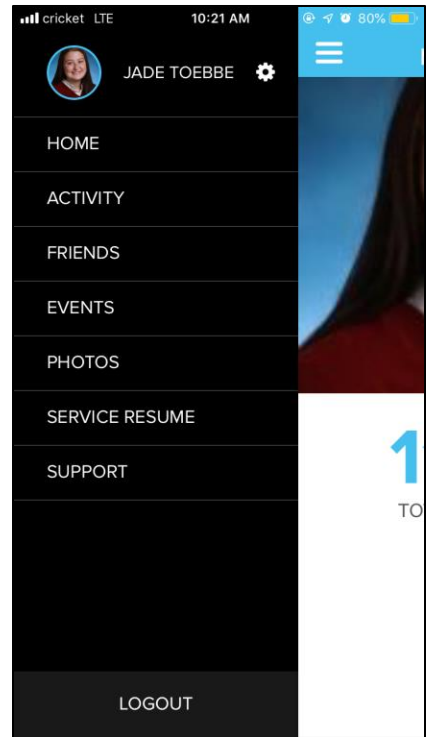 cricket LTE 10:21 AM 80%
JADE TOEBBE
HOME
ACTIVITY
FRIENDS
EVENTS
PHOTOS
SERVICE RESUME
SUPPORT
1
TO
LOGOUT